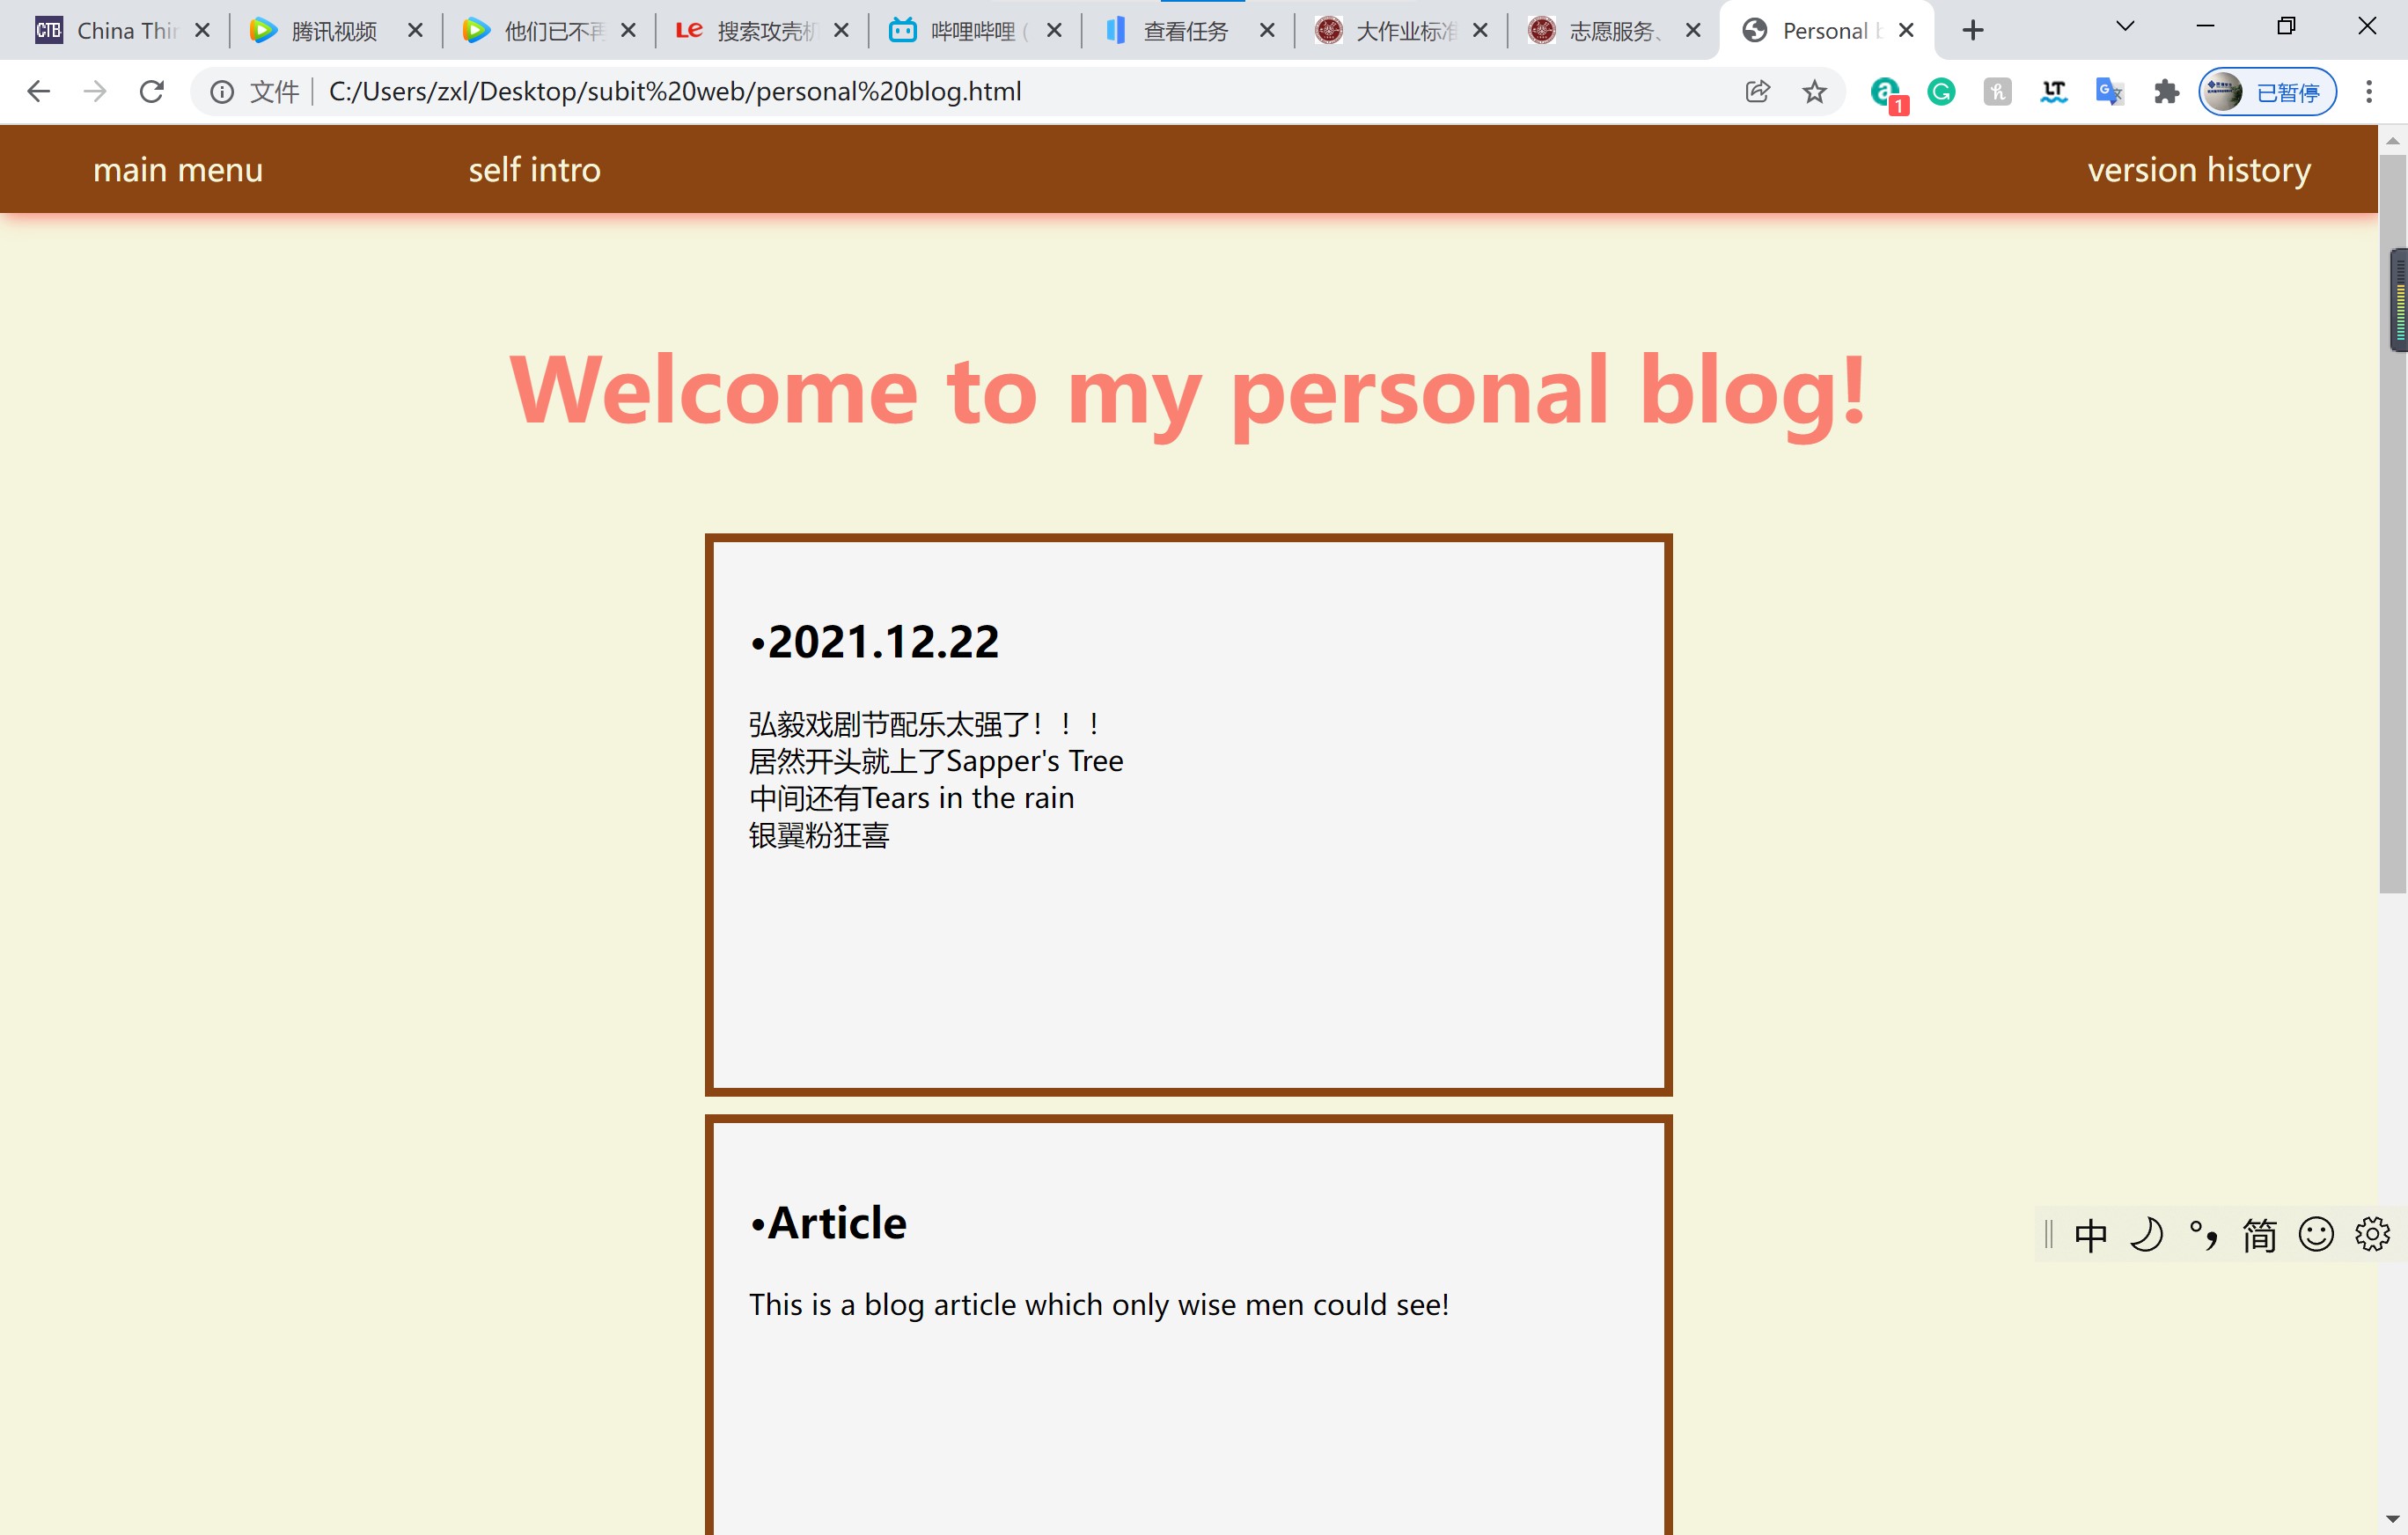 CTB China Thin
腾讯视频
他们已不再
Le 搜索攻壳机
哔哩哔哩 (
查看任务
大作业标准
志愿服务、
Personal b
文件 C:/Users/zxl/Desktop/subit%20web/personal%20blog.html
1
已暂停
main menu
self intro
version history
Welcome to my personal blog!
•2021.12.22
弘毅戏剧节配乐太强了！！！
居然开头就上了Sapper's Tree
中间还有Tears in the rain
银翼粉狂喜
•Article
This is a blog article which only wise men could see!
中 °, 简